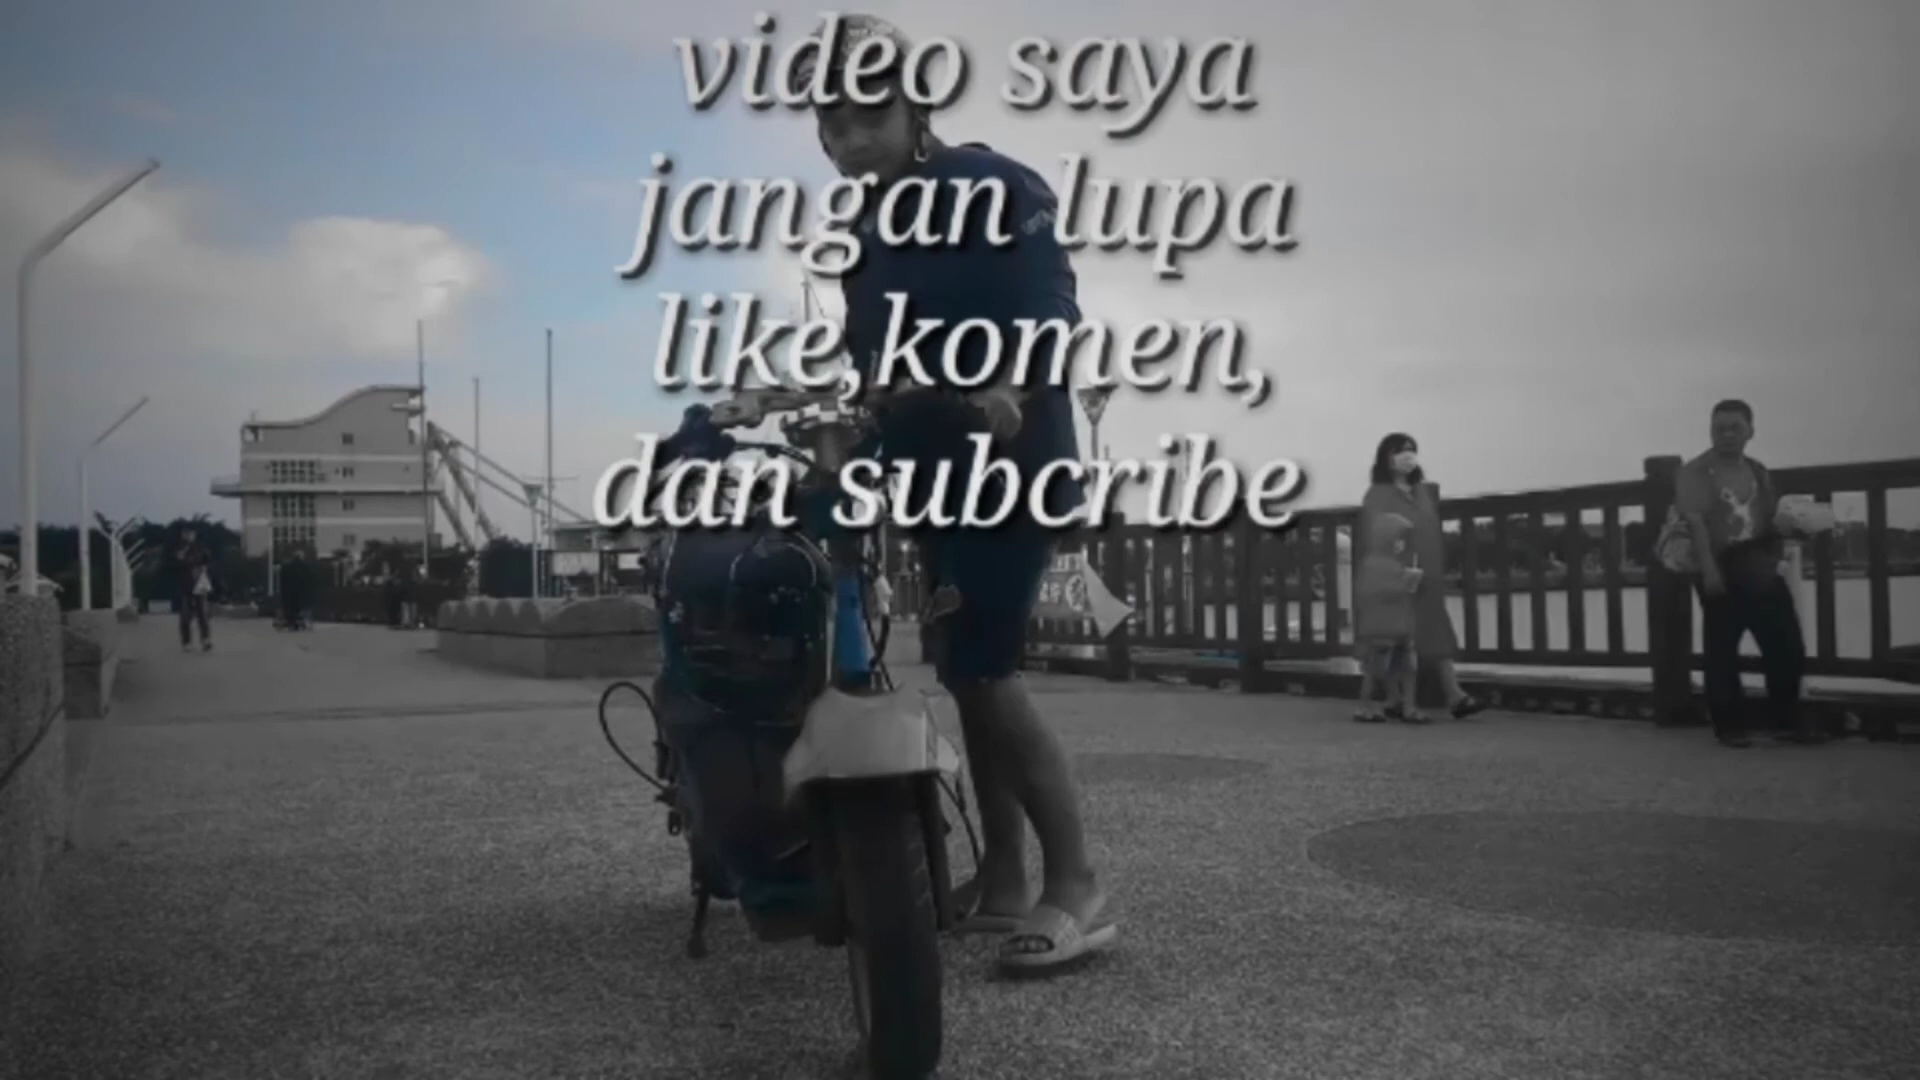 video saya
jangan lupa
like,komen,
dan subcribe